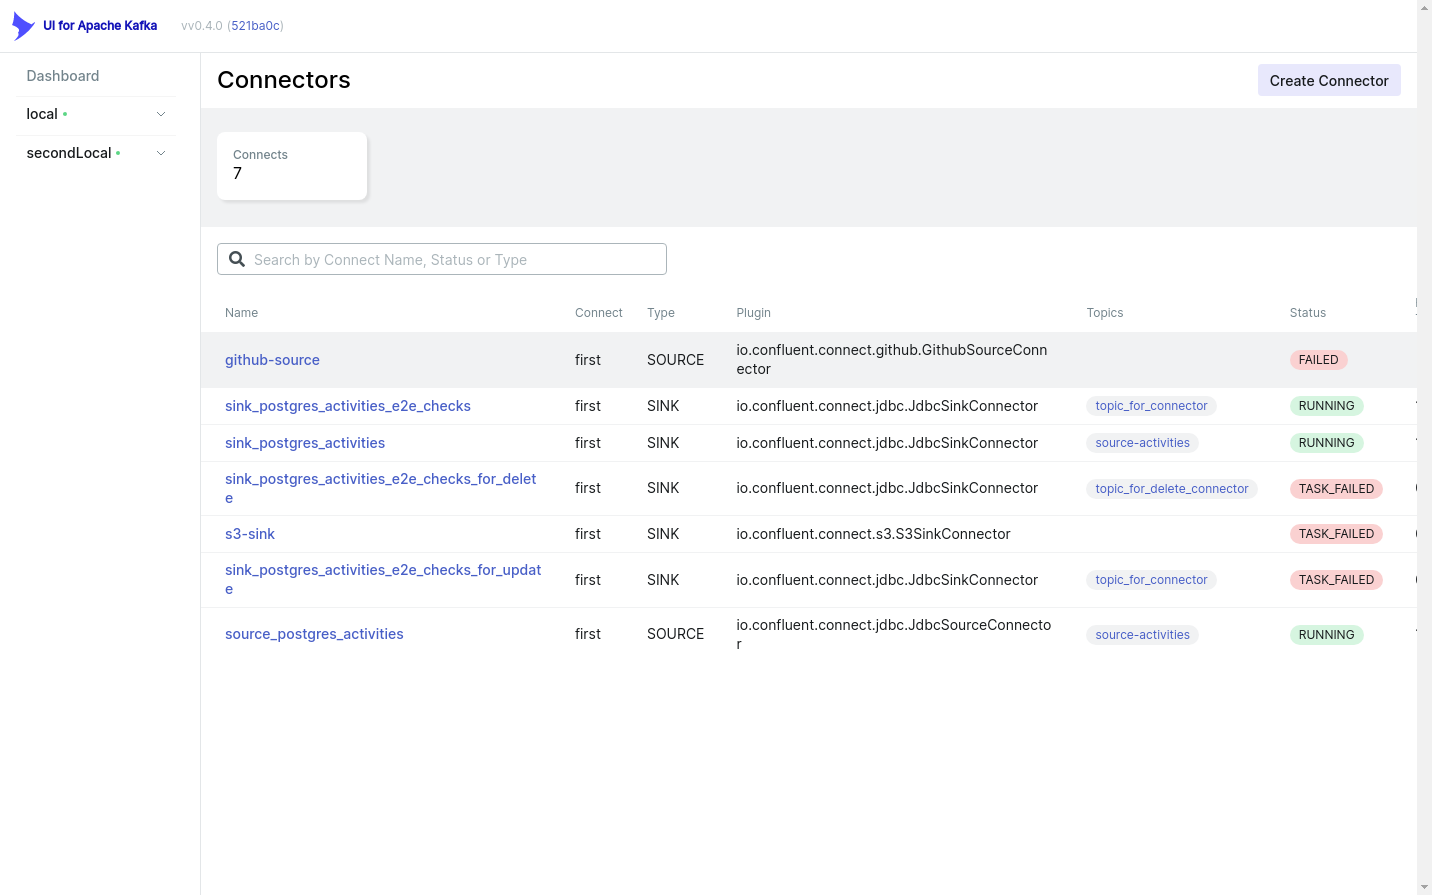 UI for Apache Kafka
vv0.4.0 (521ba0c)
Dashboard
local
secondLocal
Connectors
Create Connector
Connects
7
Search by Connect Name, Status or Type
Name Connect Type Plugin Topics Status
github-source first SOURCE io.confluent.connect.github.GithubSourceConn
ector FAILED
sink_postgres_activities_e2e_checks first SINK io.confluent.connect.jdbc.JdbcSinkConnector topic_for_connector RUNNING
sink_postgres_activities first SINK io.confluent.connect.jdbc.JdbcSinkConnector source-activities RUNNING
sink_postgres_activities_e2e_checks_for_delet
e first SINK io.confluent.connect.jdbc.JdbcSinkConnector topic_for_delete_connector TASK_FAILED
s3-sink first SINK io.confluent.connect.s3.S3SinkConnector TASK_FAILED
sink_postgres_activities_e2e_checks_for_updat
e first SINK io.confluent.connect.jdbc.JdbcSinkConnector topic_for_connector TASK_FAILED
source_postgres_activities first SOURCE io.confluent.connect.jdbc.JdbcSourceConnecto
r source-activities RUNNING